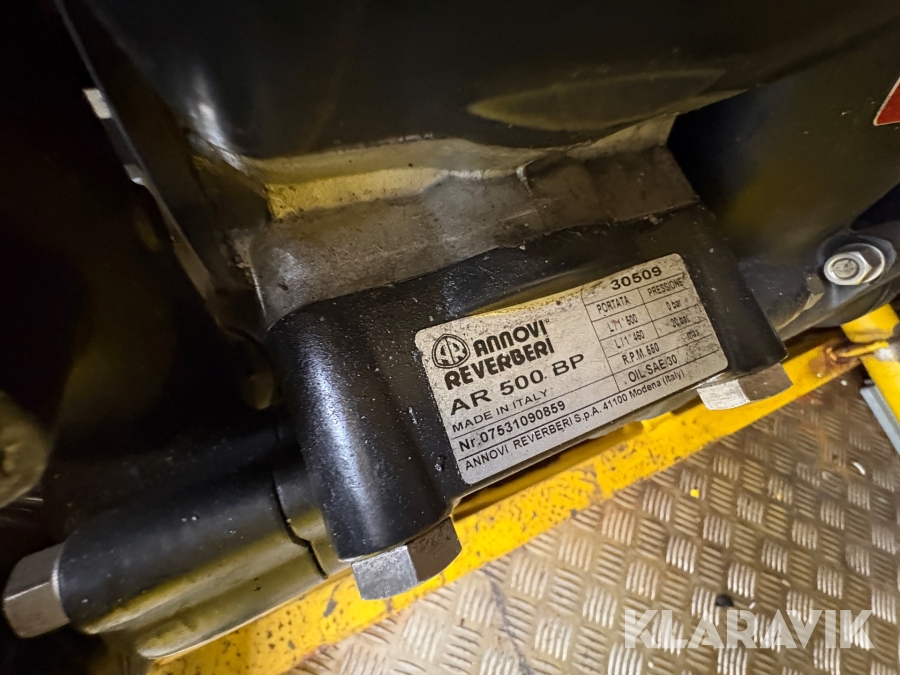 AR ANNOVI
REVERBERI
AR 500 BP
MADE IN ITALY
Nr.07531090859
ANNOVI REVERBERI S.p.A. 41100 Modena (Italy)
30509
PORTATA PRESSIONE
L/1' 500 0 bar
L/1' 460 20 bar
R.P.M. 550 max
OIL SAE/30
KLARAVIK